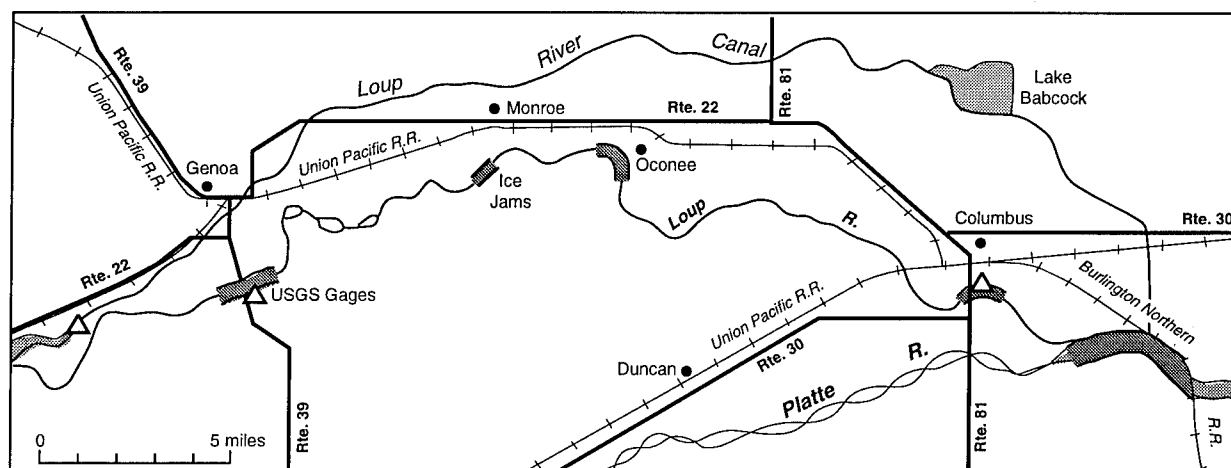 Rte. 39
Union Pacific R.R.
Genoa
Rte. 22
Loup
River
Canal
Monroe
Rte. 22
Rte. 81
Lake
Babcock
Union Pacific R.R.
Ice
Jams
Oconee
Loup
R.
Columbus
Rte. 30
USGS Gages
Burlington Northern
R.R.
Union Pacific R.R.
Rte. 30
Duncan
Platte
R.
Rte. 39
Rte. 81
0
5 miles